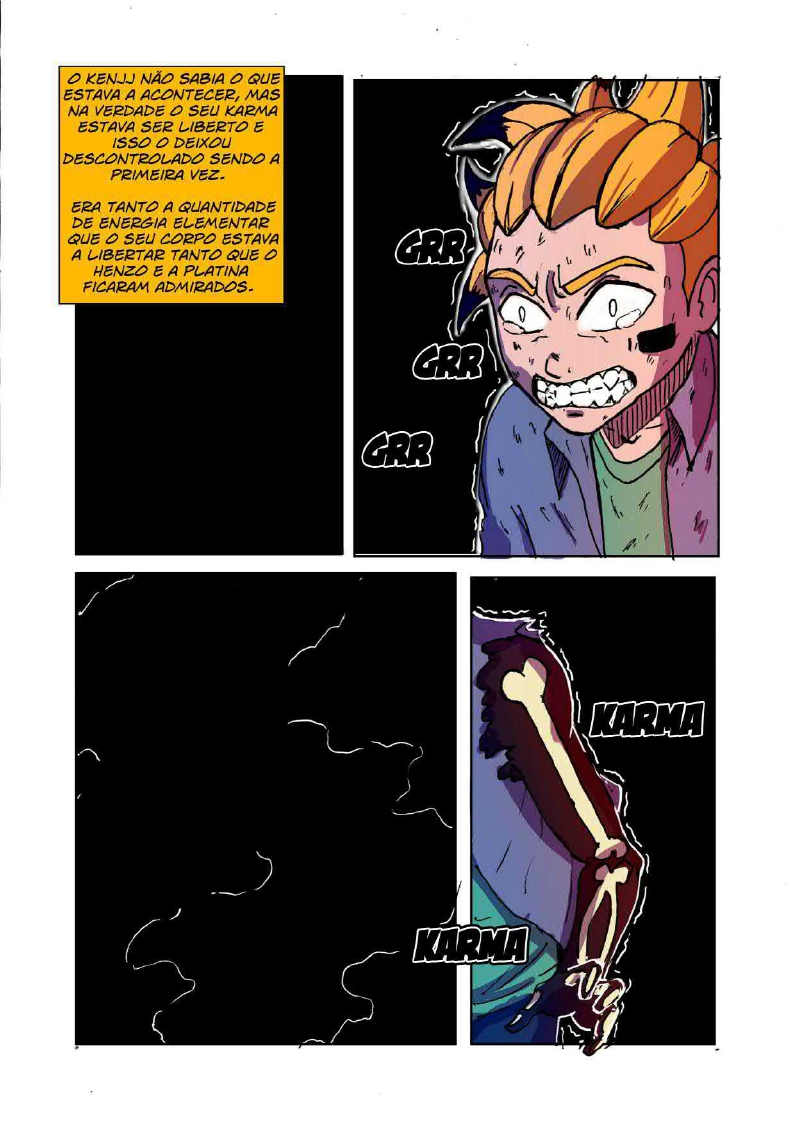 O KENJJ NÃO SABIA O QUE
ESTAVA A ACONTECER, MAS
NA VERDADE O SEU KARMA
ESTAVA SER LIBERTO E
ISSO O DEIXOU
DESCONTROLADO SENDO A
PRIMEIRA VEZ.
ERA TANTO A QUANTIDADE
DE ENERGIA ELEMENTAR
QUE O SEU CORPO ESTAVA
A LIBERTAR TANTO QUE O
HENZO E A PLATINA
FICARAM ADMIRADOS.
GRR
GRR
GRR
KARMA
KARMA